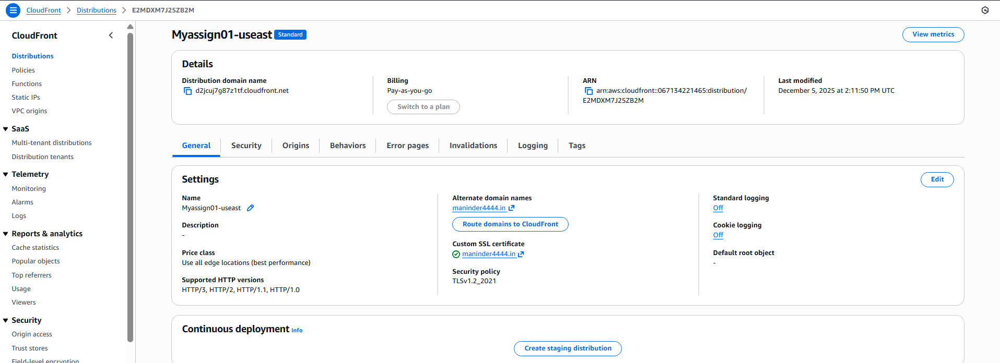 CloudFront > Distributions > E2MDXM7J25ZB2M
CloudFront
Distributions
Policies
Functions
Static IPs
VPC origins
SaaS
Multi-tenant distributions
Distribution tenants
Telemetry
Monitoring
Alarms
Logs
Reports & analytics
Cache statistics
Popular objects
Top referrers
Usage
Viewers
Security
Origin access
Trust stores
Field-level encryption
Myassign01-useast Standard
View metrics
Details
Distribution domain name
d2jcuj7g87z1tf.cloudfront.net
Billing
Pay-as-you-go
Switch to a plan
ARN
arn:aws:cloudfront::067134221465:distribution/
E2MDXM7J25ZB2M
Last modified
December 5, 2025 at 2:11:50 PM UTC
General Security Origins Behaviors Error pages Invalidations Logging Tags
Settings
Edit
Name
Myassign01-useast
Description
-
Price class
Use all edge locations (best performance)
Supported HTTP versions
HTTP/3, HTTP/2, HTTP/1.1, HTTP/1.0
Alternate domain names
maninder4444.in
Route domains to CloudFront
Custom SSL certificate
maninder4444.in
Security policy
TLSv1.2_2021
Standard logging
Off
Cookie logging
Off
Default root object
-
Continuous deployment Info
Create staging distribution